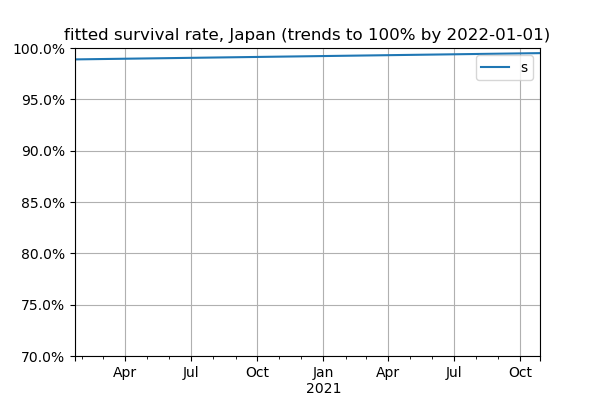 fitted survival rate, Japan (trends to 100% by 2022-01-01)
100.0%
s
95.0%
90.0%
85.0%
80.0%
75.0%
70.0%
Apr Jul Oct Jan Apr Jul Oct
2021